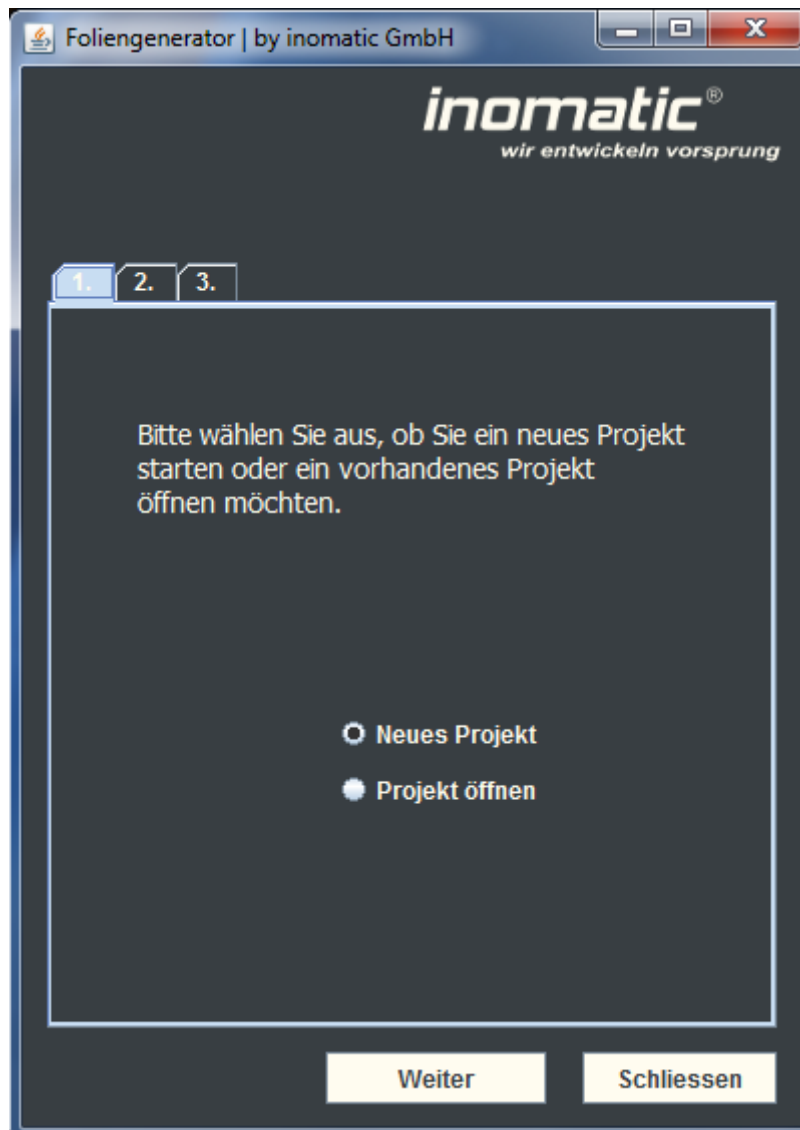 Foliengenerator | by inomatic GmbH
inomatic®
wir entwickeln vorsprung
1. 2. 3.
Bitte wählen Sie aus, ob Sie ein neues Projekt
starten oder ein vorhandenes Projekt
öffnen möchten.
Neues Projekt
Projekt öffnen
Weiter Schliessen